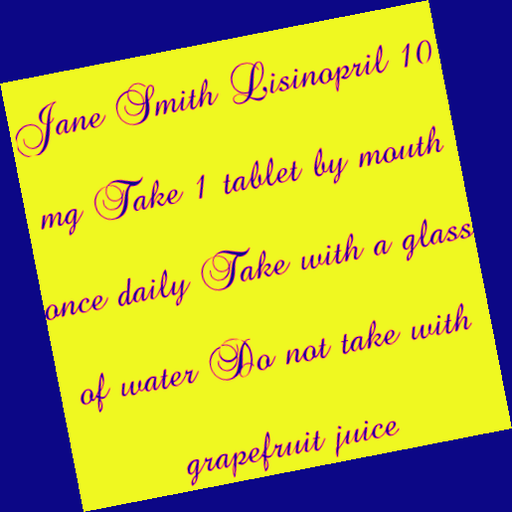 Jane Smith Lisinopril 10
mg Take 1 tablet by mouth
once daily Take with a glass
of water Do not take with
grapefruit juice